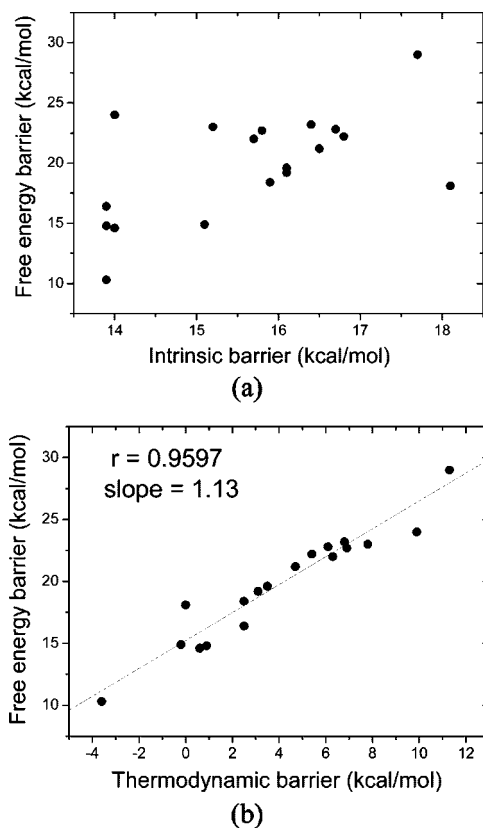 Free energy barrier (kcal/mol)
30
25
20
15
10
14 15 16 17 18
Intrinsic barrier (kcal/mol)
(a)
r = 0.9597
slope = 1.13
Free energy barrier (kcal/mol)
30
25
20
15
10
-4 -2 0 2 4 6 8 10 12
Thermodynamic barrier (kcal/mol)
(b)